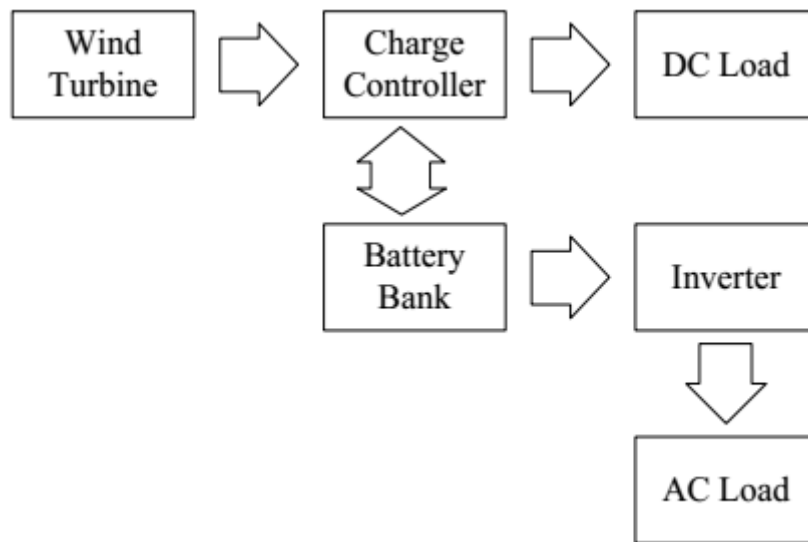 Wind
Turbine
Charge
Controller
DC Load
Battery
Bank
Inverter
AC Load